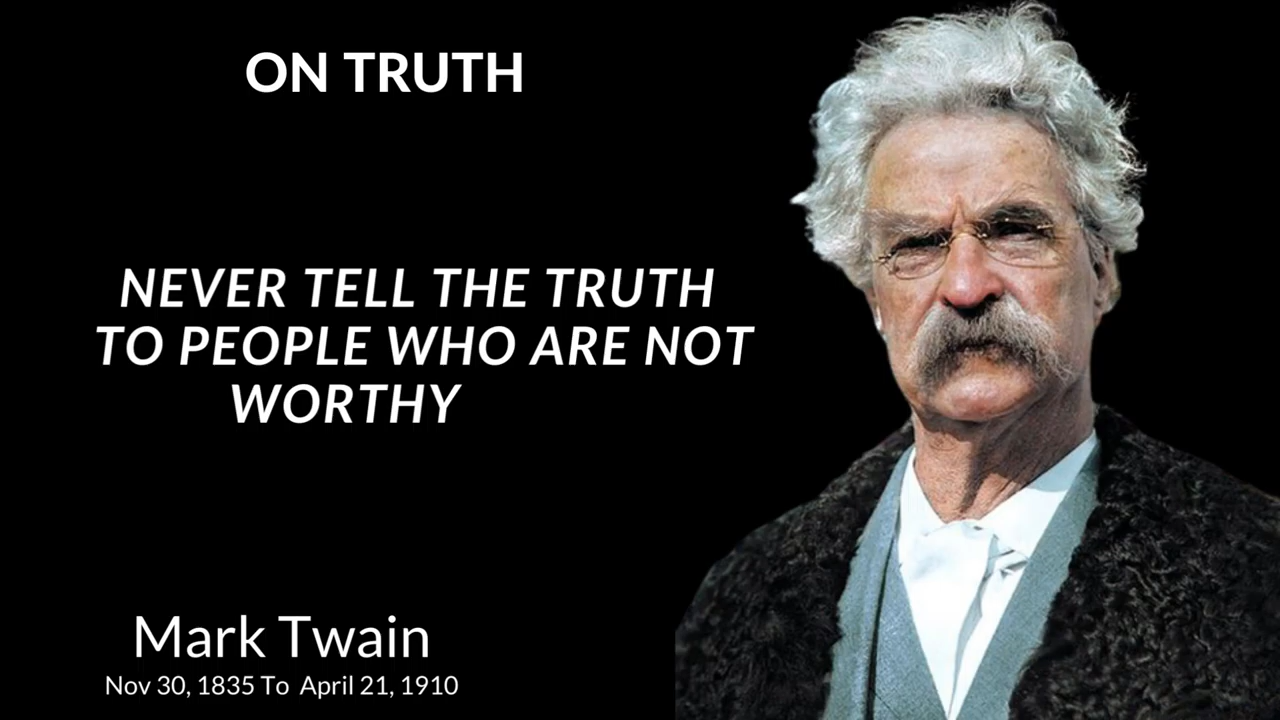 ON TRUTH
NEVER TELL THE TRUTH
TO PEOPLE WHO ARE NOT
WORTHY
Mark Twain
Nov 30, 1835 To April 21, 1910